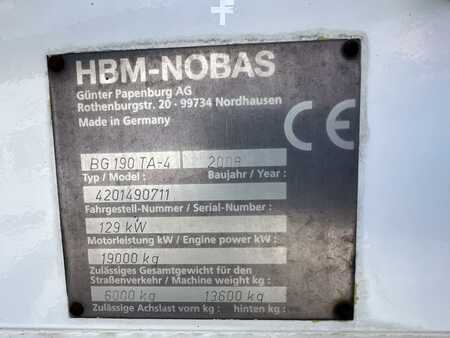 HBM-NOBAS
Günter Papenburg AG
Rothenburgstr. 20 - 99734 Nordhausen
Made in Germany
CE
BG 190 TA-4 2008
Typ / Model : Baujahr / Year :
4201490711
Fahrgestell-Nummer / Serial-Number :
129 kW
Motorleistung kW / Engine power kW :
19000 kg
Zulässiges Gesamtgewicht für den
Straßenverkehr / Machine weight kg :
6000 kg 13600 kg
Zulässige Achslast vorn kg : hinten kg :